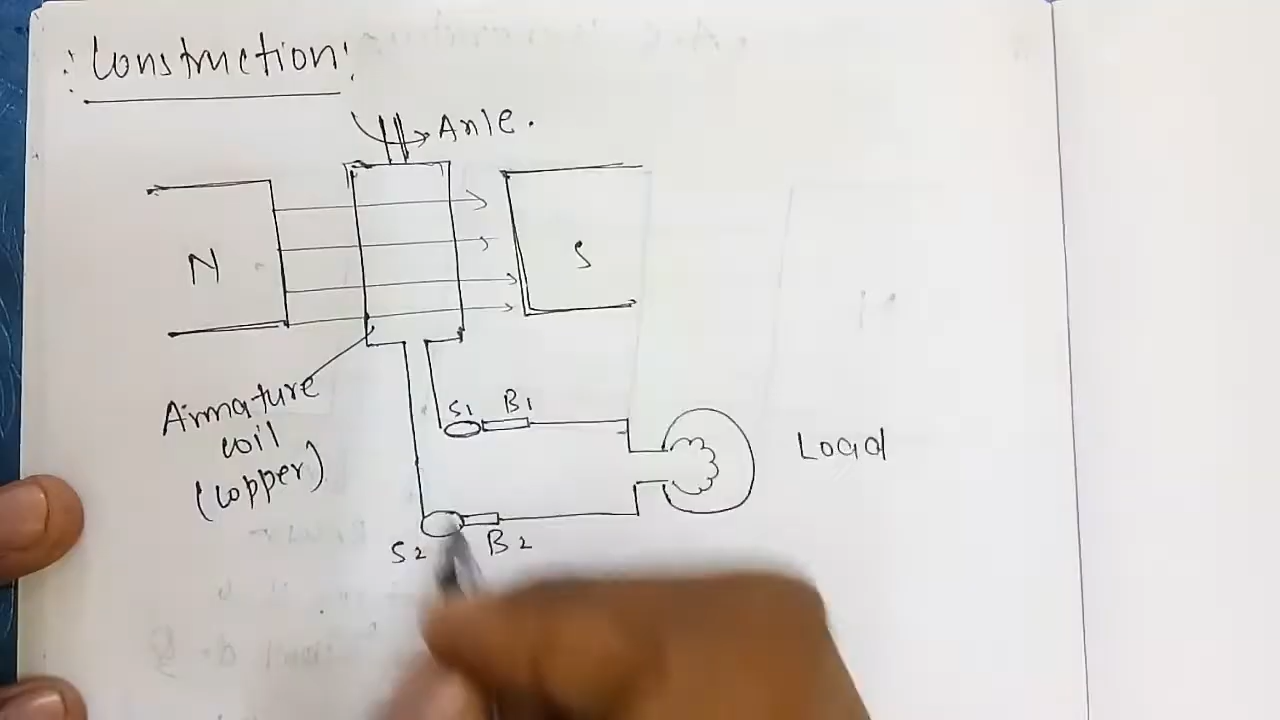 : Construction:
Axle.
N
S
Armature
coil
(copper)
S1 B1
Load
S2 B2